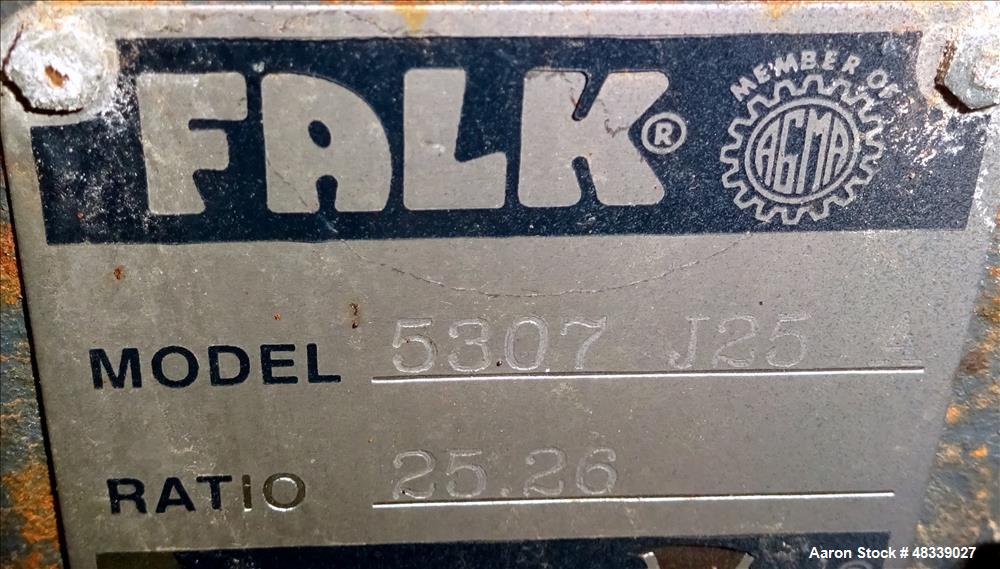 FALK®
MEMBER OF
AGMA
MODEL 5307 J25 A
RATIO 25.26
Aaron Stock # 48339027